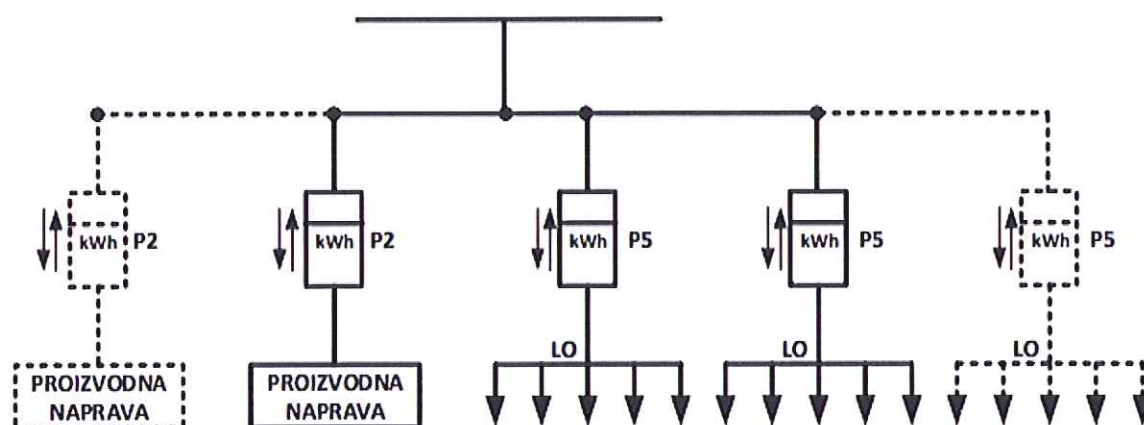 kWh P2
kWh P2
kWh P5
kWh P5
kWh P5
LO
LO
LO
PROIZVODNA
NAPRAVA
PROIZVODNA
NAPRAVA